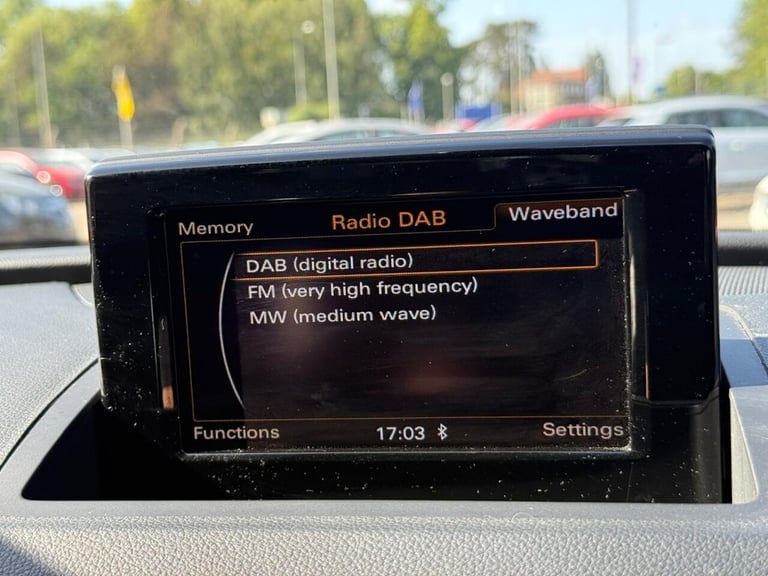 Memory
Radio DAB
Waveband
DAB (digital radio)
FM (very high frequency)
MW (medium wave)
Functions
17:03
Settings